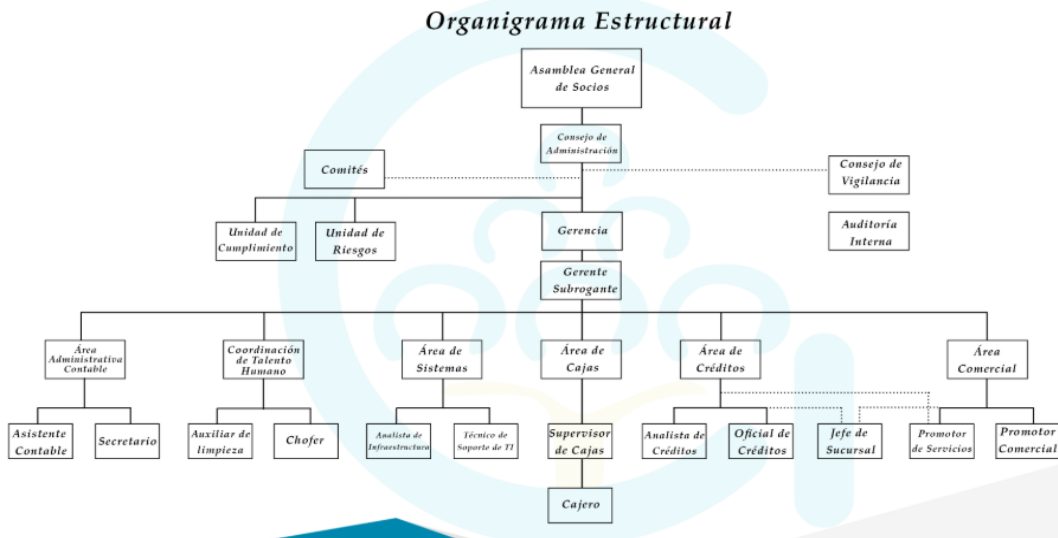 Organigrama Estructural
Asamblea General
de Socios
Consejo de
Administración
Comités
Consejo de
Vigilancia
Unidad de
Cumplimiento
Unidad de
Riesgos
Gerencia
Auditoría
Interna
Gerente
Subrogante
Área
Administrativa
Contable
Coordinación
de Talento
Humano
Área de
Sistemas
Área de
Cajas
Área de
Créditos
Área
Comercial
Asistente
Contable
Secretario
Auxiliar de
limpieza
Chofer
Analista de
Infraestructura
Técnico de
Soporte de TI
Supervisor
de Cajas
Analista de
Créditos
Oficial de
Créditos
Jefe de
Sucursal
Promotor
de Servicios
Promotor
Comercial
Cajero